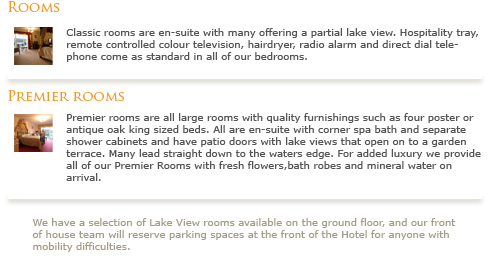 Rooms
Classic rooms are en-suite with many offering a partial lake view. Hospitality tray,
remote controlled colour television, hairdryer, radio alarm and direct dial tele-
phone come as standard in all of our bedrooms.
Premier rooms
Premier rooms are all large rooms with quality furnishings such as four poster or
antique oak king sized beds. All are en-suite with corner spa bath and separate
shower cabinets and have patio doors with lake views that open on to a garden
terrace. Many lead straight down to the waters edge. For added luxury we provide
all of our Premier Rooms with fresh flowers,bath robes and mineral water on
arrival.
We have a selection of Lake View rooms available on the ground floor, and our front
of house team will reserve parking spaces at the front of the Hotel for anyone with
mobility difficulties.